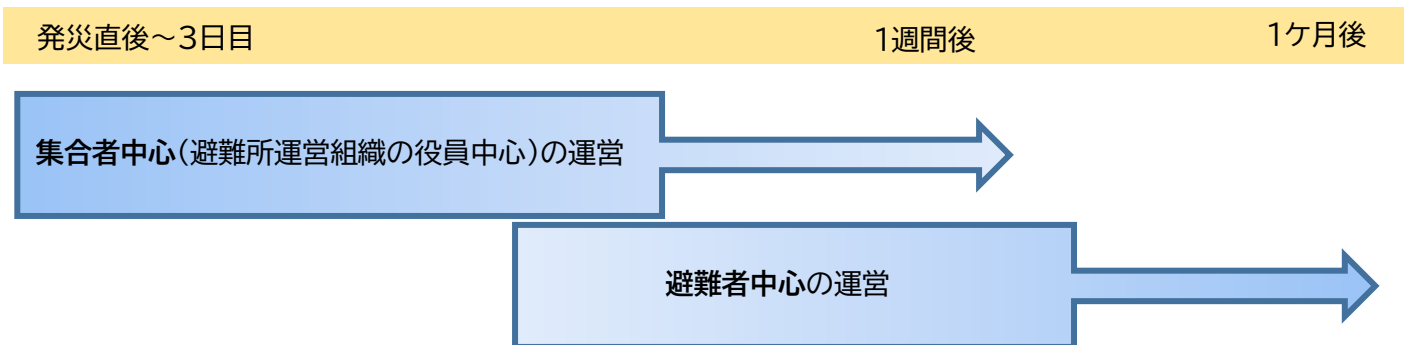 発災直後～3日目
1週間後
1ケ月後
集合者中心(避難所運営組織の役員中心)の運営
避難者中心の運営